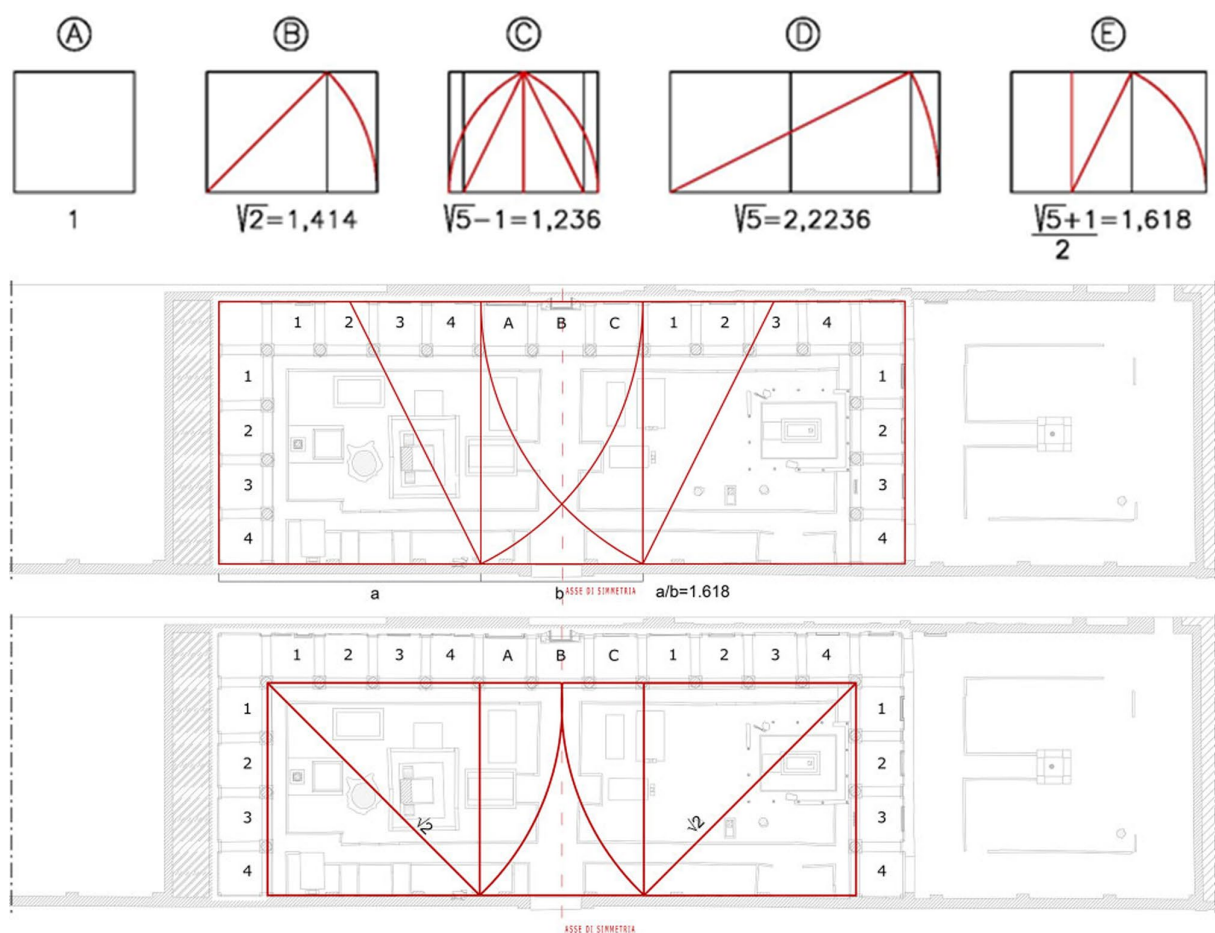 A B C D E
1 √2=1,414 √5-1=1,236 √5=2,2236 √5+1/2=1,618
1 2 3 4 A B C 1 2 3 4
1 1
2 2
3 3
4 4
a b ASSE DI SIMMETRIA a/b=1.618
1 2 3 4 A B C 1 2 3 4
1 1
2 2
√2 √2
3 3
4 4
ASSE DI SIMMETRIA